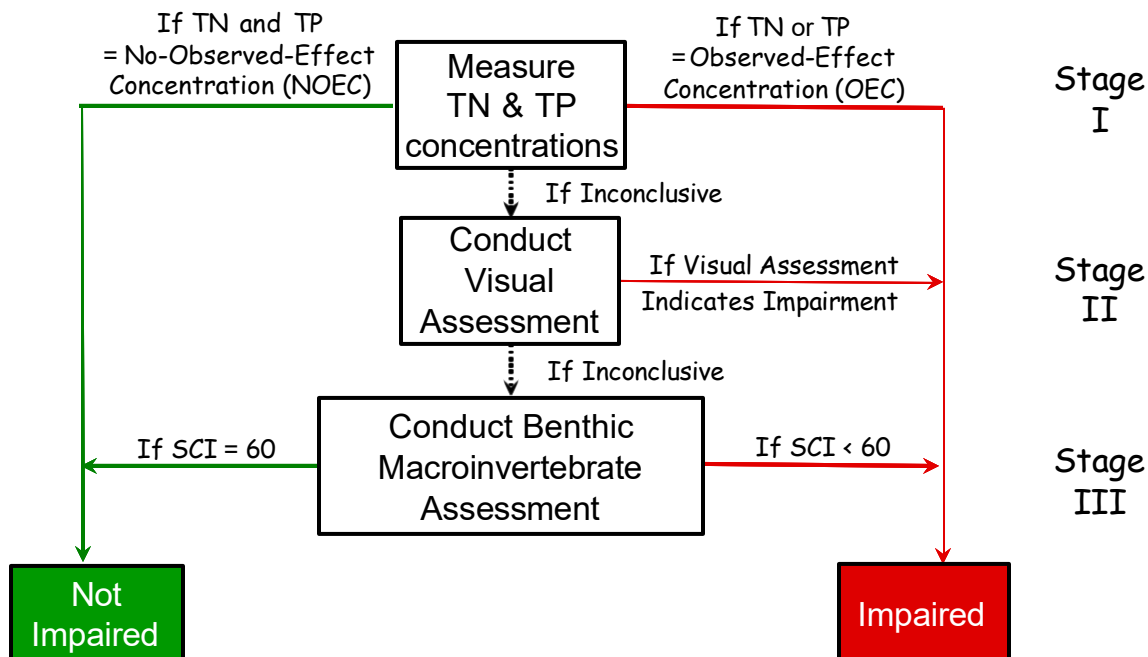 If TN and TP
= No-Observed-Effect
Concentration (NOEC)
Measure
TN & TP
concentrations
If TN or TP
= Observed-Effect
Concentration (OEC)
Stage
I
If Inconclusive
Conduct
Visual
Assessment
If Visual Assessment
Indicates Impairment
Stage
II
If Inconclusive
If SCI = 60
Conduct Benthic
Macroinvertebrate
Assessment
If SCI < 60
Stage
III
Not
Impaired
Impaired